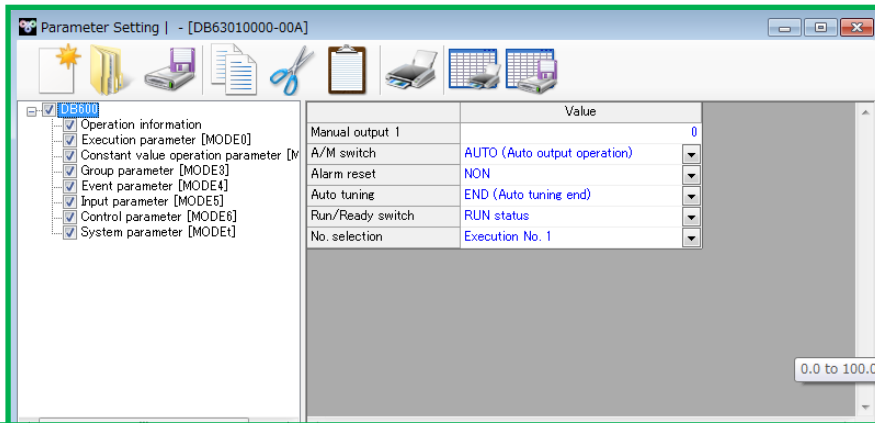 Parameter Setting | - [DB63010000-00A]
DB600
Operation information
Execution parameter [MODE0]
Constant value operation parameter [M
Group parameter [MODE3]
Event parameter [MODE4]
Input parameter [MODE5]
Control parameter [MODE6]
System parameter [MODEt]
Value
Manual output 1 0
A/M switch AUTO (Auto output operation)
Alarm reset NON
Auto tuning END (Auto tuning end)
Run/Ready switch RUN status
No. selection Execution No. 1
0.0 to 100.0